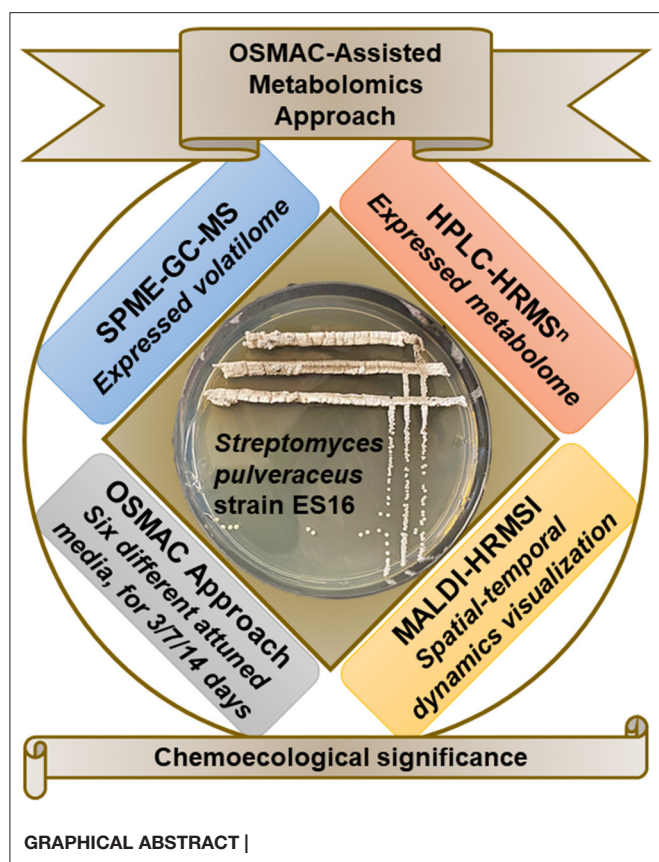 OSMAC-Assisted
Metabolomics
Approach
SPME-GC-MS
Expressed volatilome
HPLC-HRMSⁿ
Expressed metabolome
Streptomyces
pulveraceus
strain ES16
OSMAC Approach
Six different attuned
media, for 3/7/14 days
MALDI-HRMSI
Spatial-temporal
dynamics visualization
Chemoecological significance
GRAPHICAL ABSTRACT |